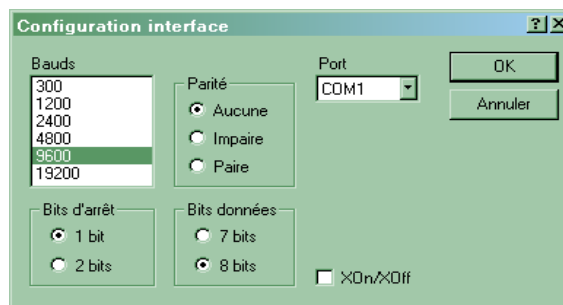 Configuration interface
Bauds
300
1200
2400
4800
9600
19200
Parité
Aucune
Impaire
Paire
Port
COM1
OK
Annuler
Bits d'arrêt
1 bit
2 bits
Bits données
7 bits
8 bits
XOn/XOff